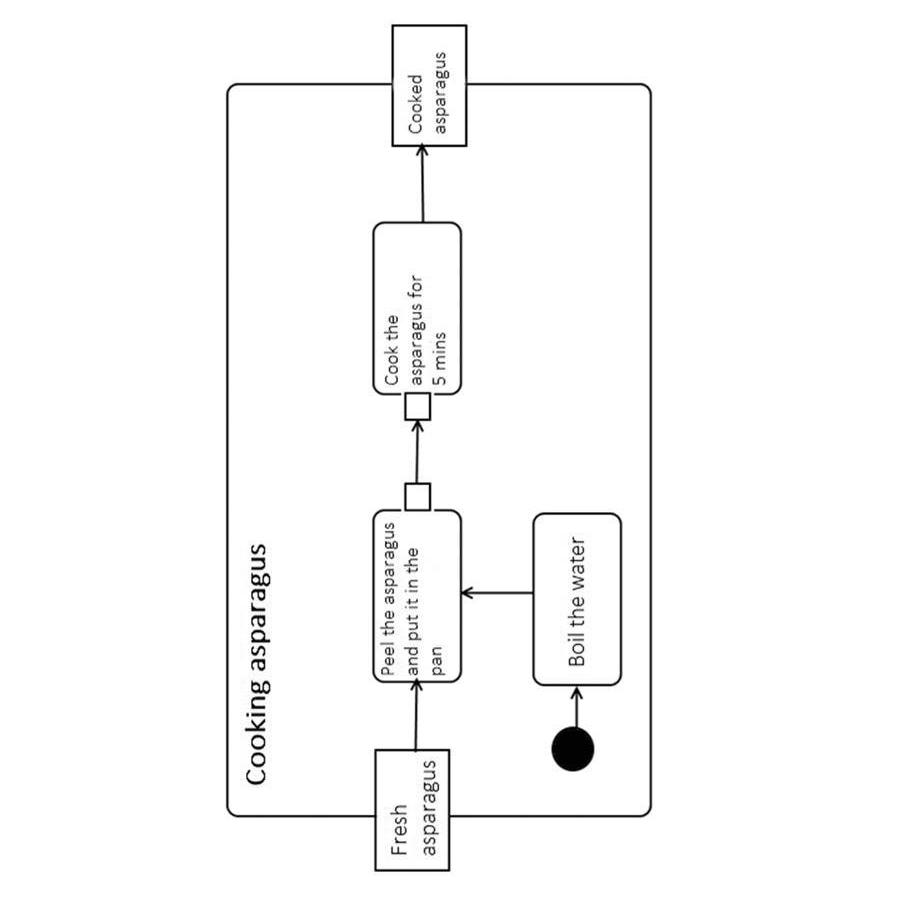 Cooking asparagus
Fresh
asparagus
Peel the asparagus
and put it in the
pan
Cook the
asparagus for
5 mins
Cooked
asparagus
Boil the water